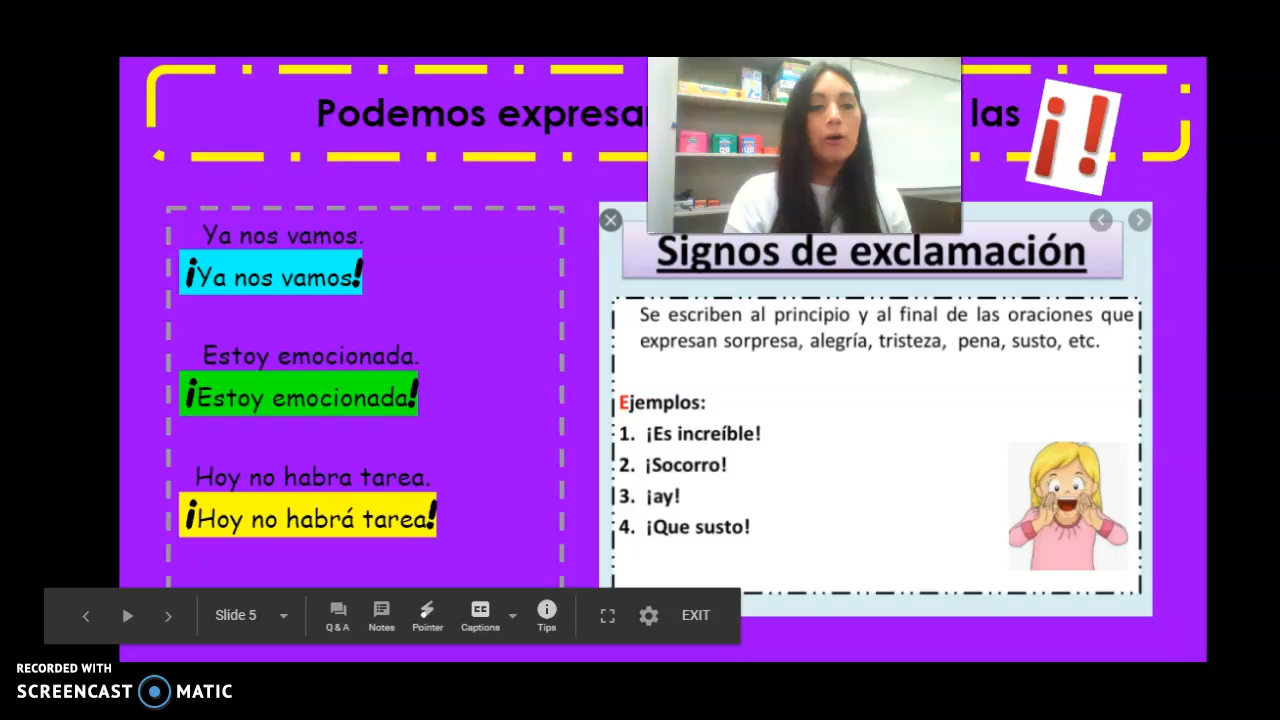 Podemos expresar las ¡!
Ya nos vamos.
¡Ya nos vamos!
Estoy emocionada.
¡Estoy emocionada!
Hoy no habra tarea.
¡Hoy no habrá tarea!
Signos de exclamación
Se escriben al principio y al final de las oraciones que
expresan sorpresa, alegría, tristeza, pena, susto, etc.
Ejemplos:
1. ¡Es increíble!
2. ¡Socorro!
3. ¡ay!
4. ¡Que susto!
Slide 5
Q & A
Notes
Pointer
CC
Captions
Tips
EXIT
RECORDED WITH
SCREENCAST MATIC